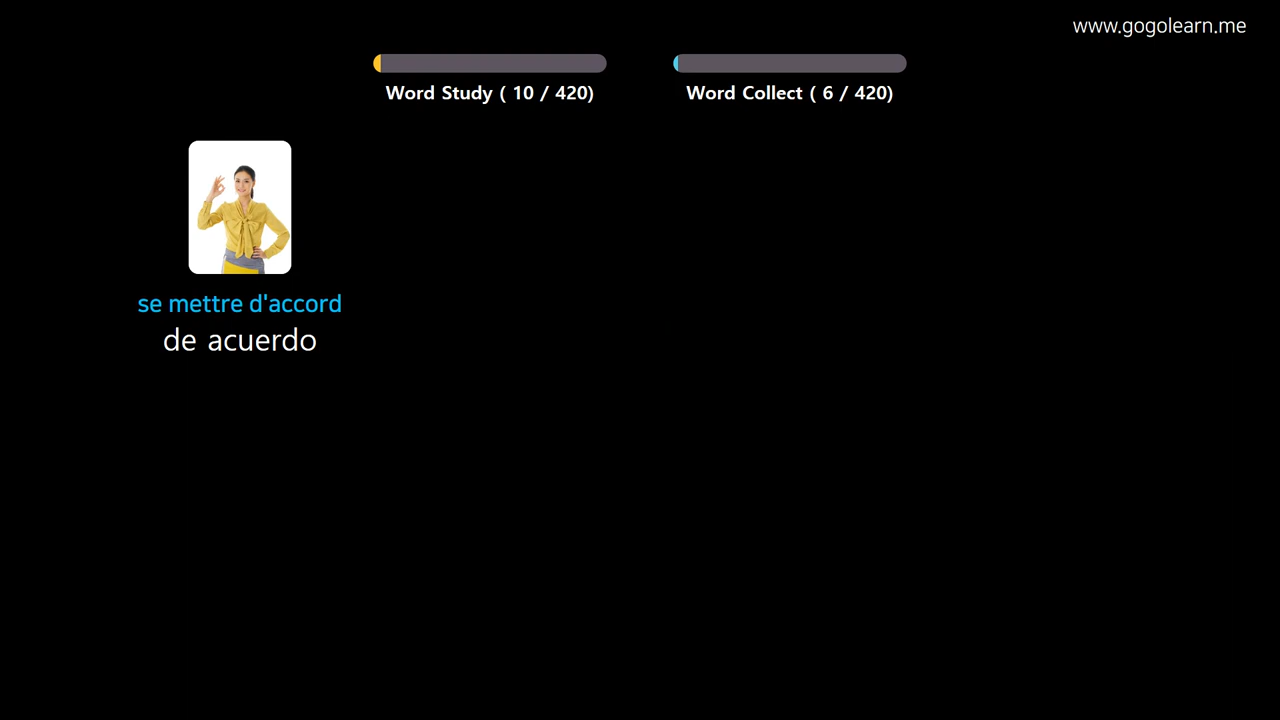 www.gogolearn.me
Word Study ( 10 / 420)
Word Collect ( 6 / 420)
se mettre d'accord
de acuerdo